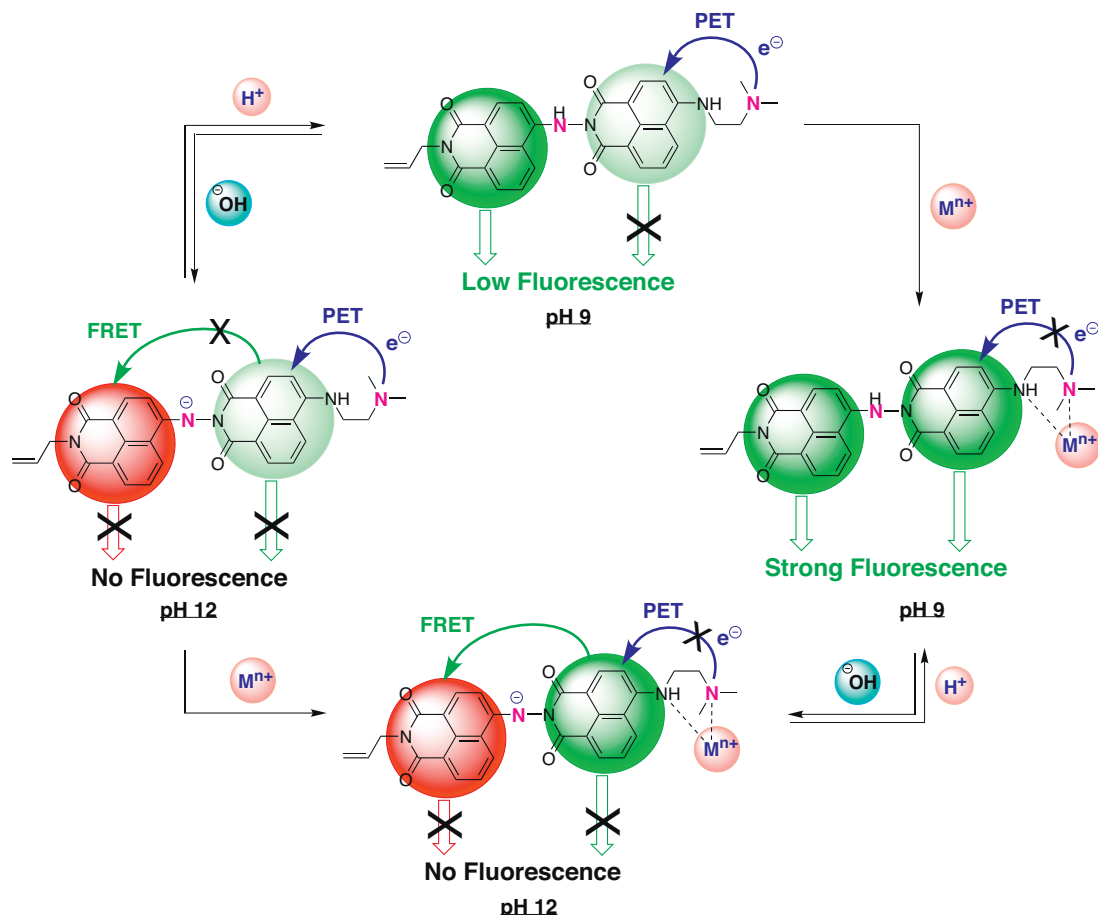 PET
e⊖
H+
O
H
N
N
NH
N
N
O
O
O
⊖OH
Mn+
Low Fluorescence
pH 9
FRET
X
PET
e⊖
O
O
⊖
N
N
NH
N
N
O
O
No Fluorescence
pH 12
PET
e⊖
O
O
NH
N
H
N
N
N
O
O
Mn+
Strong Fluorescence
pH 9
Mn+
FRET
PET
e⊖
O
O
⊖
N
N
NH
N
N
O
O
Mn+
⊖OH
H+
No Fluorescence
pH 12